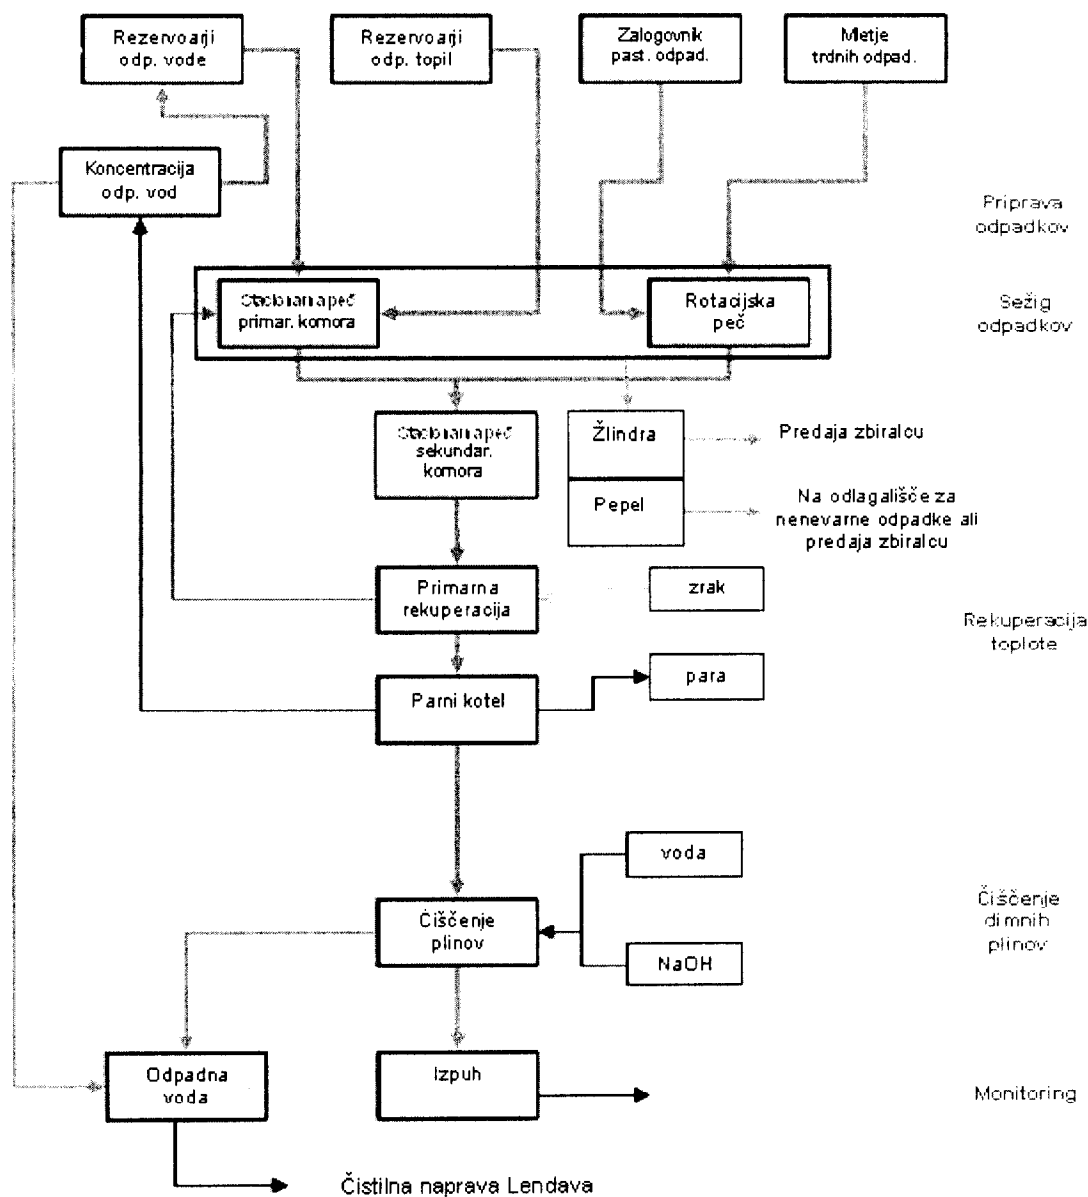 Rezervoarji
odp. vode
Rezervoarji
odp. topil
Zalogovnik
past. odpad.
Mletje
trdnih odpad.
Koncentracija
odp. vod
Priprava
odpadkov
Stacionarna peč
primar. komora
Rotacijska
peč
Sežig
odpadkov
Stacionarna peč
sekundar.
komora
Žlindra
Predaja zbiralcu
Pepel
Na odlagališče za
nenevarne odpadke ali
predaja zbiralcu
Primarna
rekuperacija
zrak
Rekuperacija
toplote
Parni kotel
para
voda
Čiščenje
plinov
NaOH
Čiščenje
dimnih
plinov
Odpadna
voda
Izpuh
Monitoring
Čistilna naprava Lendava